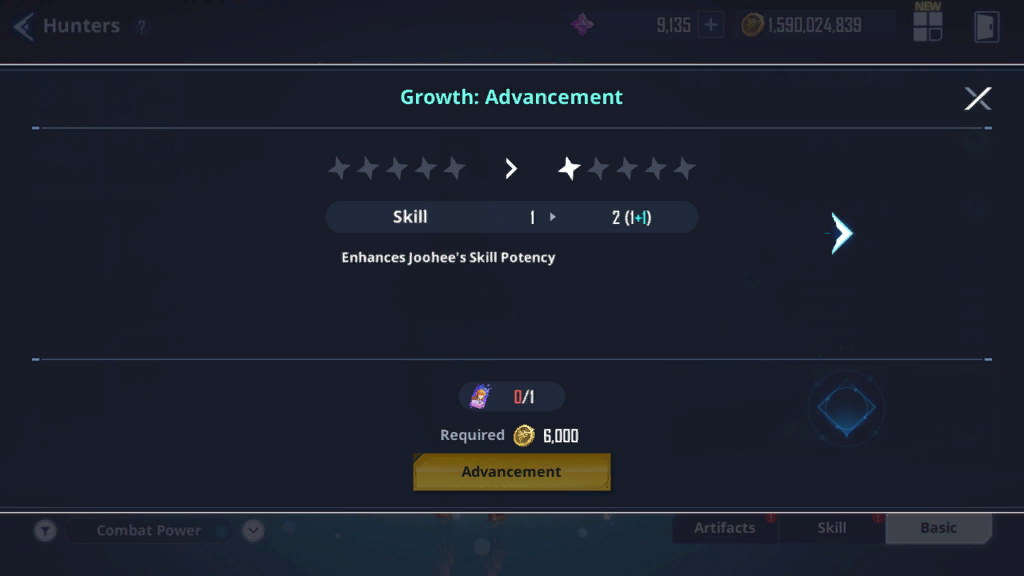 Hunters ?
9,135 +
1,590,024,839
NEW
Growth: Advancement
Skill 1 2 (1+1)
Enhances Joohee's Skill Potency
0/1
Required 6,000
Advancement
Combat Power
Artifacts ! Skill ! Basic